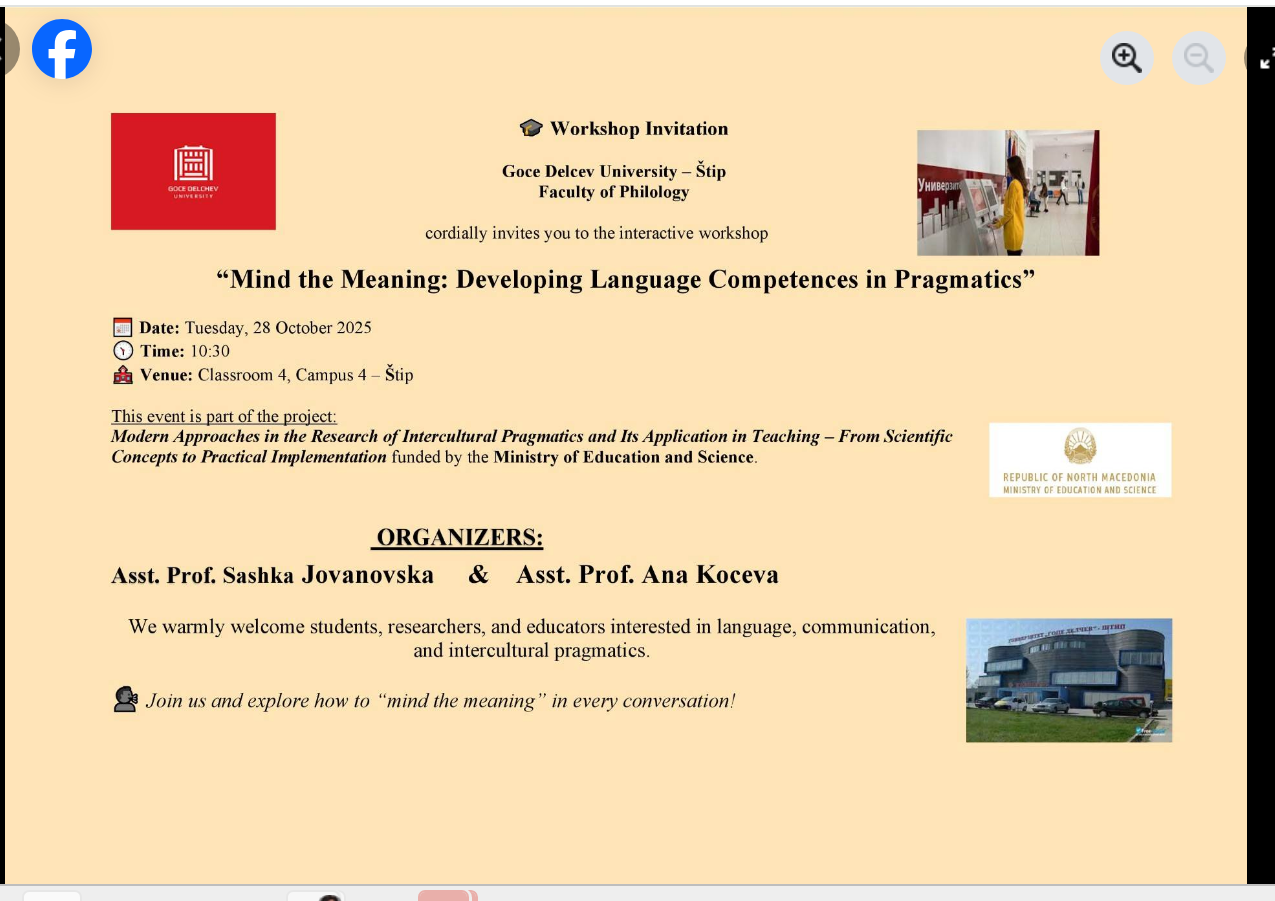 Workshop Invitation
GOCE DELCHEV
UNIVERSITY
Goce Delcev University – Štip
Faculty of Philology
Универзите
cordially invites you to the interactive workshop
“Mind the Meaning: Developing Language Competences in Pragmatics”
Date: Tuesday, 28 October 2025
Time: 10:30
Venue: Classroom 4, Campus 4 – Štip
This event is part of the project:
Modern Approaches in the Research of Intercultural Pragmatics and Its Application in Teaching – From Scientific
Concepts to Practical Implementation funded by the Ministry of Education and Science.
REPUBLIC OF NORTH MACEDONIA
MINISTRY OF EDUCATION AND SCIENCE
ORGANIZERS:
Asst. Prof. Sashka Jovanovska & Asst. Prof. Ana Koceva
We warmly welcome students, researchers, and educators interested in language, communication,
and intercultural pragmatics.
УНИВЕРЗИТЕТ „ГОЦЕ ДЕЛЧЕВ“ - ШТИП
Join us and explore how to “mind the meaning” in every conversation!